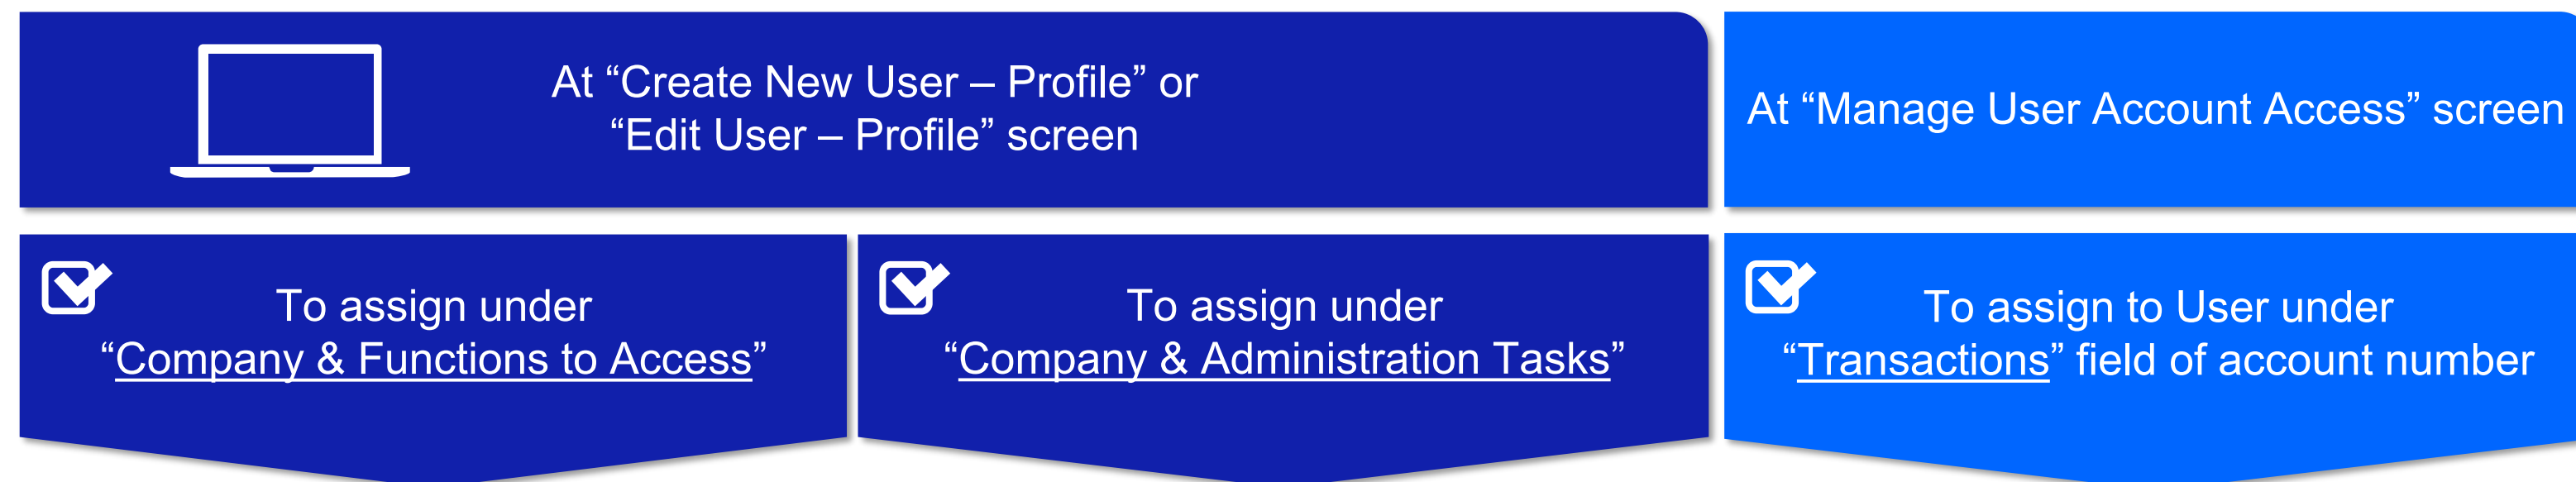 At “Create New User – Profile” or
“Edit User – Profile” screen
At “Manage User Account Access” screen
To assign under
“Company & Functions to Access”
To assign under
“Company & Administration Tasks”
To assign to User under
“Transactions” field of account number